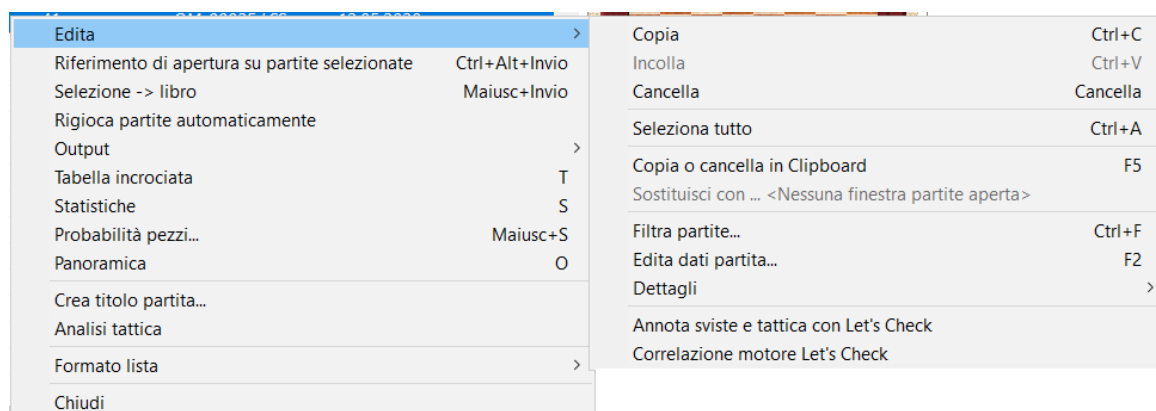 Edita >
Riferimento di apertura su partite selezionate Ctrl+Alt+Invio
Selezione -> libro Maiusc+Invio
Rigioca partite automaticamente
Output >
Tabella incrociata T
Statistiche S
Probabilità pezzi... Maiusc+S
Panoramica O
Crea titolo partita...
Analisi tattica
Formato lista >
Chiudi
Copia Ctrl+C
Incolla Ctrl+V
Cancella Cancella
Seleziona tutto Ctrl+A
Copia o cancella in Clipboard F5
Sostituisci con ... <Nessuna finestra partite aperta>
Filtra partite... Ctrl+F
Edita dati partita... F2
Dettagli >
Annota sviste e tattica con Let's Check
Correlazione motore Let's Check